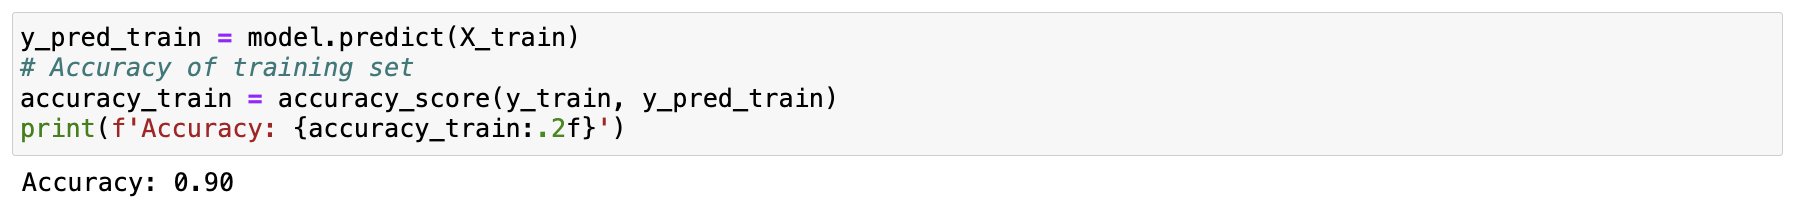 y_pred_train = model.predict(X_train)
# Accuracy of training set
accuracy_train = accuracy_score(y_train, y_pred_train)
print(f'Accuracy: {accuracy_train:.2f}')
Accuracy: 0.90